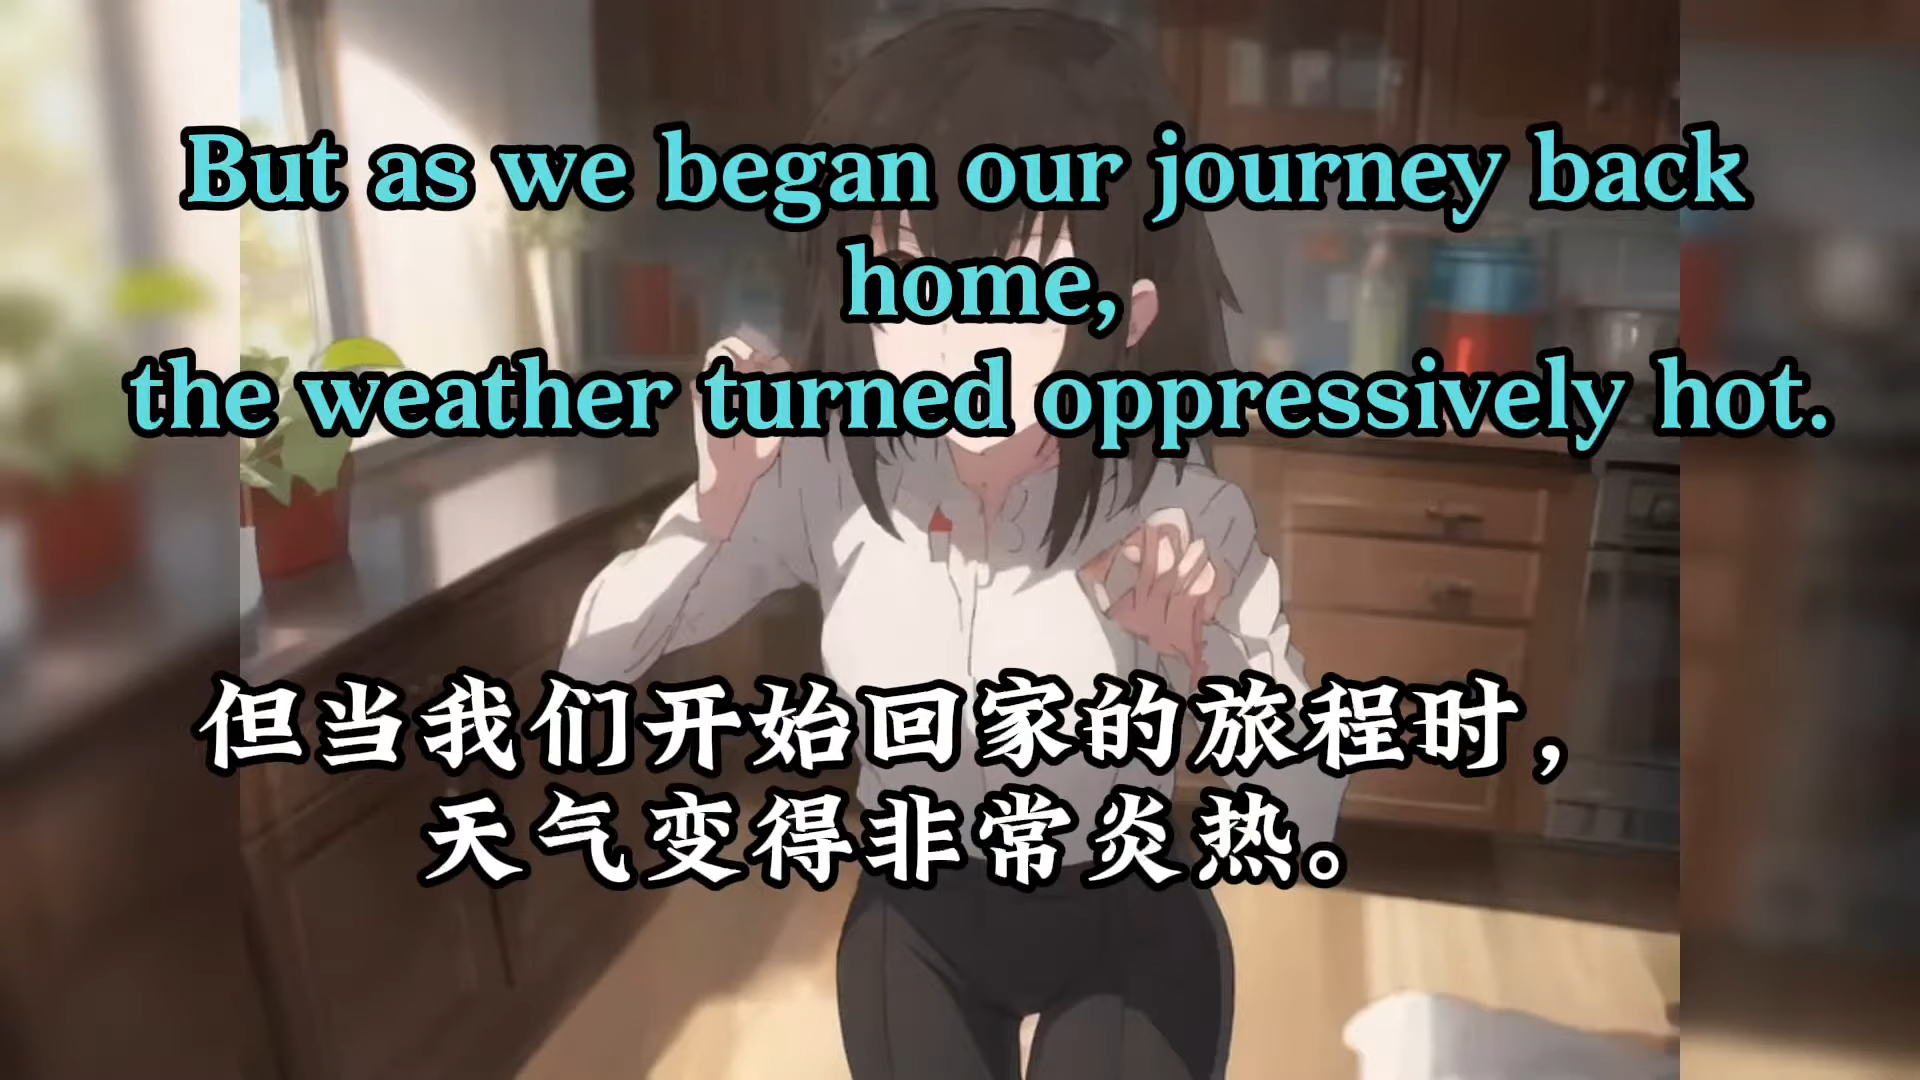 But as we began our journey back
home,
the weather turned oppressively hot.
但当我们开始回家的旅程时，
天气变得非常炎热。